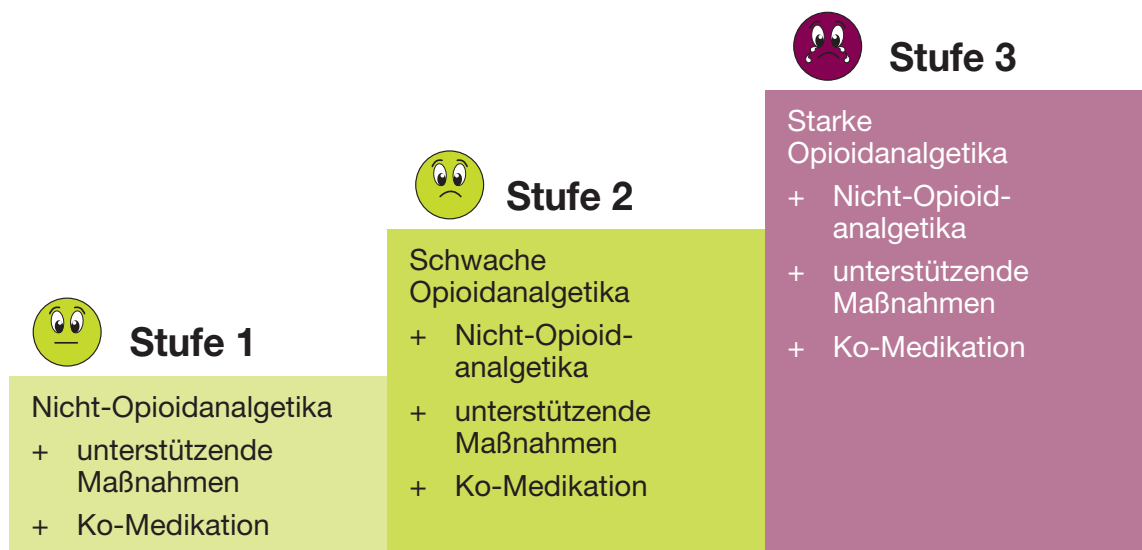 Stufe 1
Nicht-Opioidanalgetika
+ unterstützende
Maßnahmen
+ Ko-Medikation
Stufe 2
Schwache
Opioidanalgetika
+ Nicht-Opioid-
analgetika
+ unterstützende
Maßnahmen
+ Ko-Medikation
Stufe 3
Starke
Opioidanalgetika
+ Nicht-Opioid-
analgetika
+ unterstützende
Maßnahmen
+ Ko-Medikation